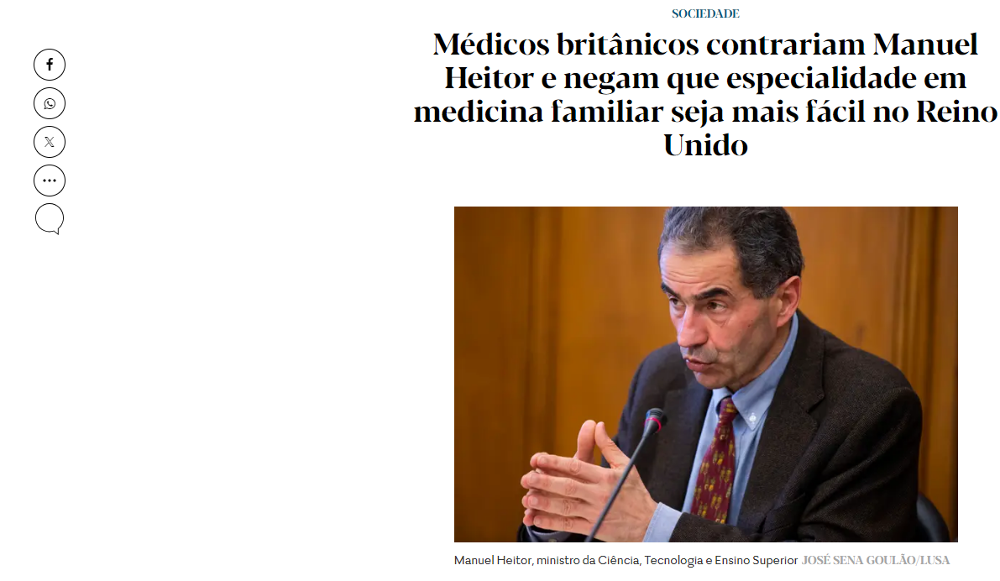 SOCIEDADE
Médicos britânicos contrariam Manuel
Heitor e negam que especialidade em
medicina familiar seja mais fácil no Reino
Unido
Manuel Heitor, ministro da Ciência, Tecnologia e Ensino Superior JOSÉ SENA GOULÃO/LUSA